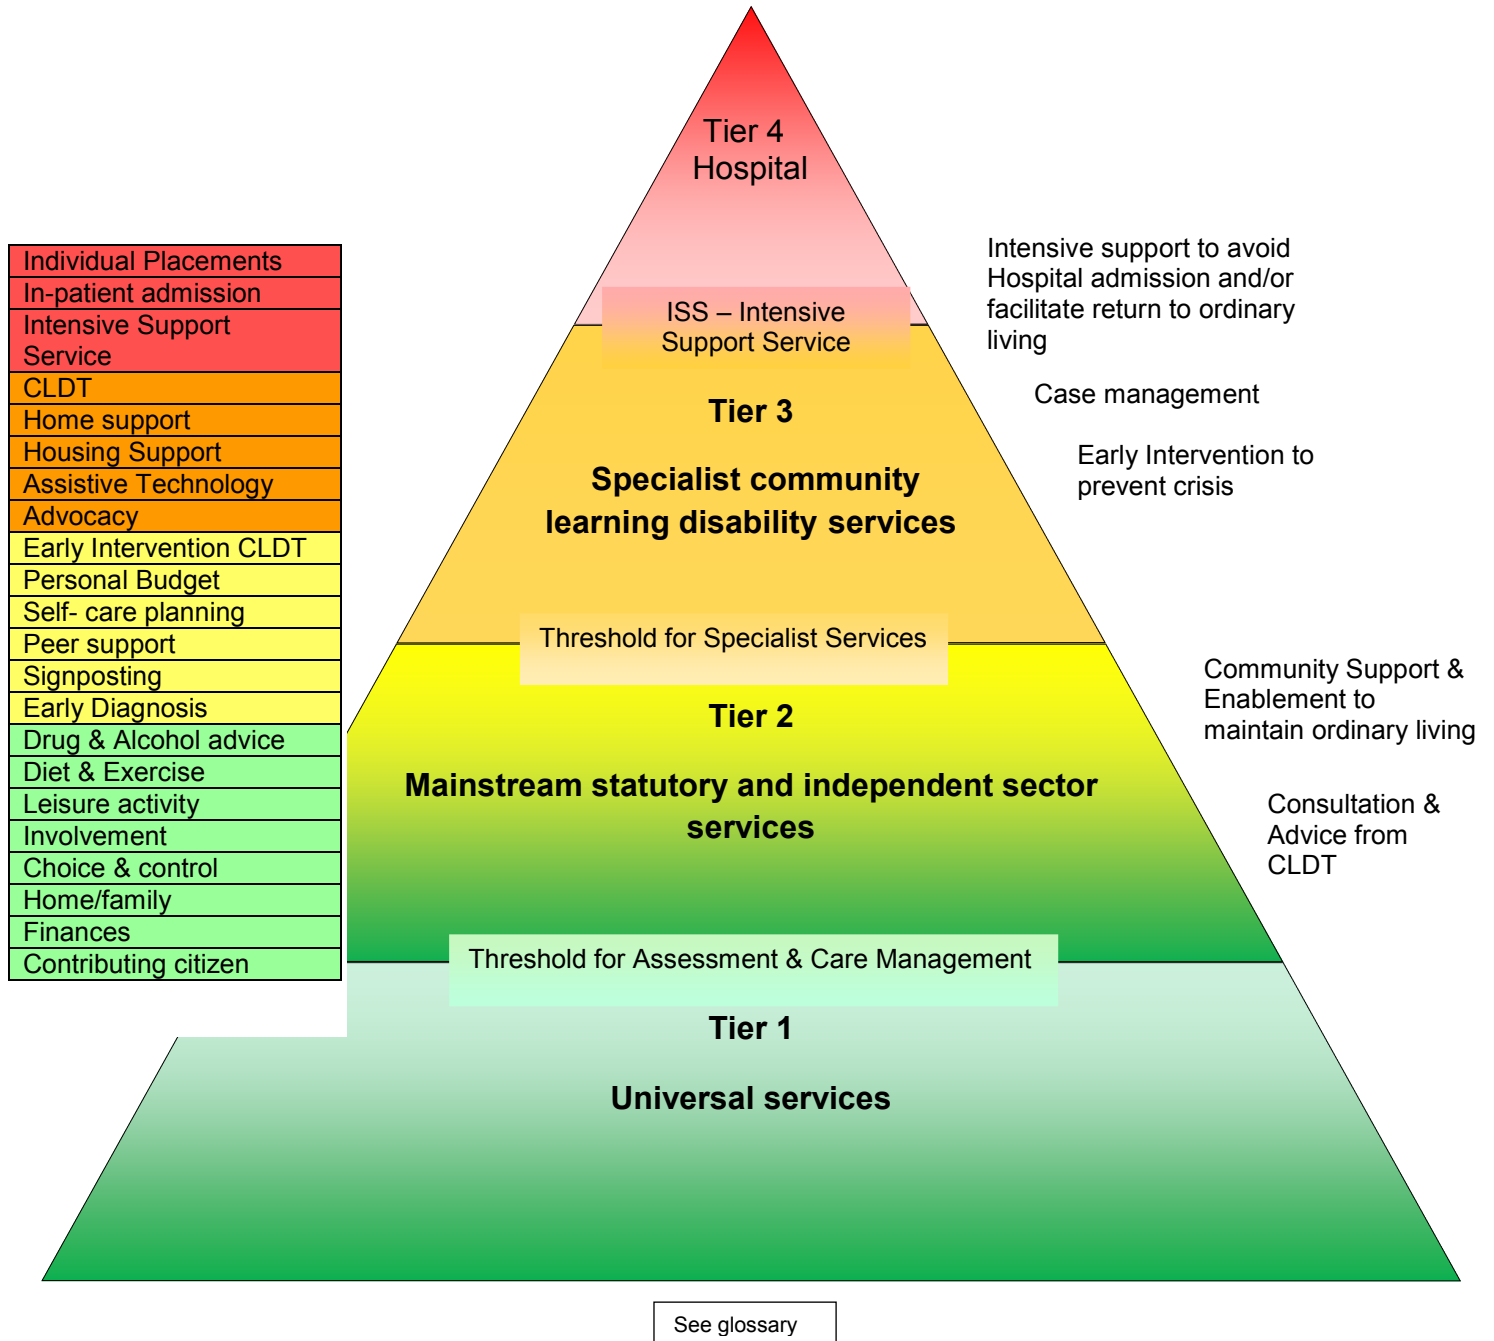 Tier 4
Hospital
Individual Placements
In-patient admission
Intensive Support
Service
CLDT
Home support
Housing Support
Assistive Technology
Advocacy
Early Intervention CLDT
Personal Budget
Self- care planning
Peer support
Signposting
Early Diagnosis
Drug & Alcohol advice
Diet & Exercise
Leisure activity
Involvement
Choice & control
Home/family
Finances
Contributing citizen
ISS – Intensive
Support Service
Tier 3
Specialist community
learning disability services
Threshold for Specialist Services
Tier 2
Mainstream statutory and independent sector
services
Threshold for Assessment & Care Management
Tier 1
Universal services
Intensive support to avoid
Hospital admission and/or
facilitate return to ordinary
living
Case management
Early Intervention to
prevent crisis
Community Support &
Enablement to
maintain ordinary living
Consultation &
Advice from
CLDT
See glossary